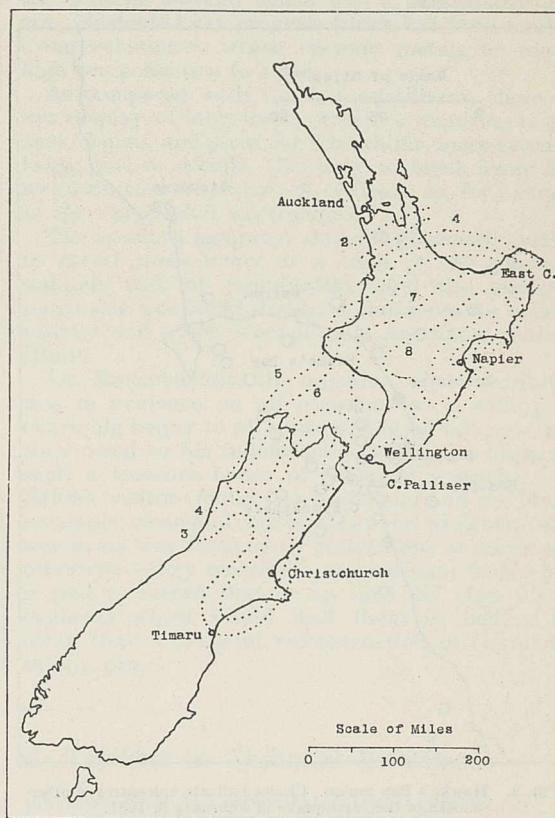 Auckland
4
2
East C.
7
8
Napier
5
6
Wellington
C.Palliser
4
3
Christchurch
Timaru
Scale of Miles
0 100 200